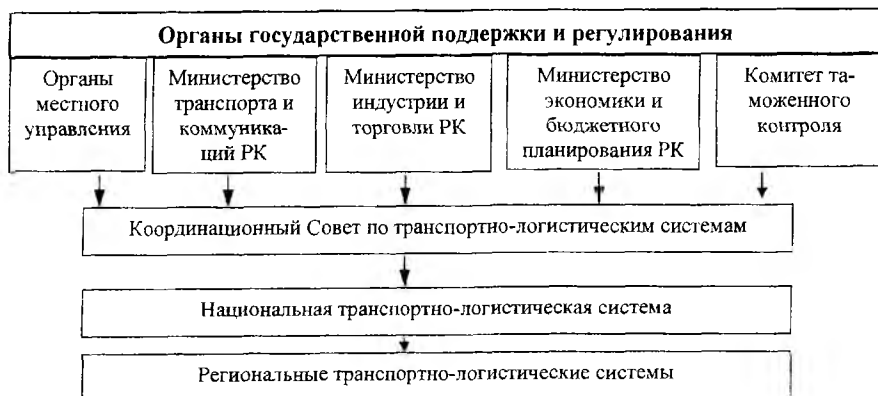 Органы государственной поддержки и регулирования
Органы
местного
управления
Министерство
транспорта и
коммуника-
ций РК
Министерство
индустрии и
торговли РК
Министерство
экономики и
бюджетного
планирования РК
Комитет та-
моженного
контроля
Координационный Совет по транспортно-логистическим системам
Национальная транспортно-логистическая система
Региональные транспортно-логистические системы